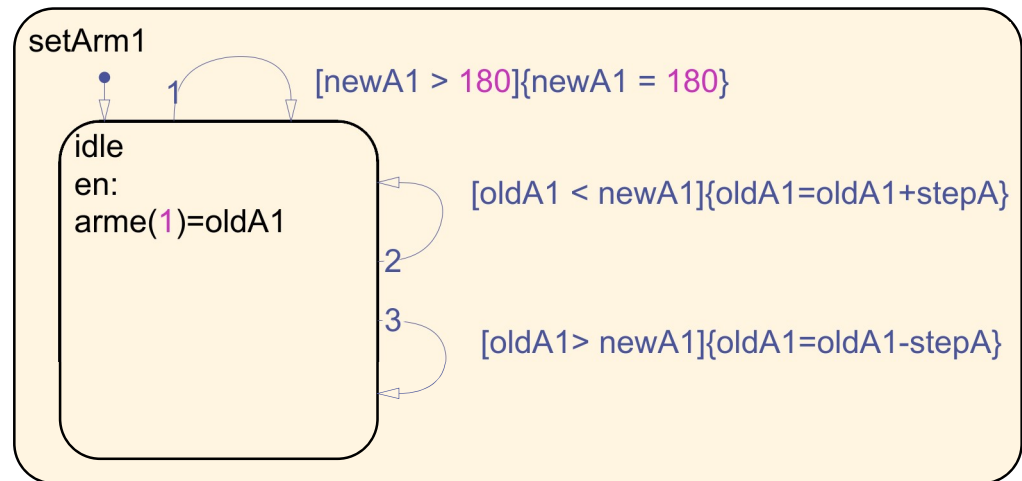 setArm1
1
[newA1 > 180]{newA1 = 180}
idle
en:
arme(1)=oldA1
[oldA1 < newA1]{oldA1=oldA1+stepA}
2
3
[oldA1> newA1]{oldA1=oldA1-stepA}